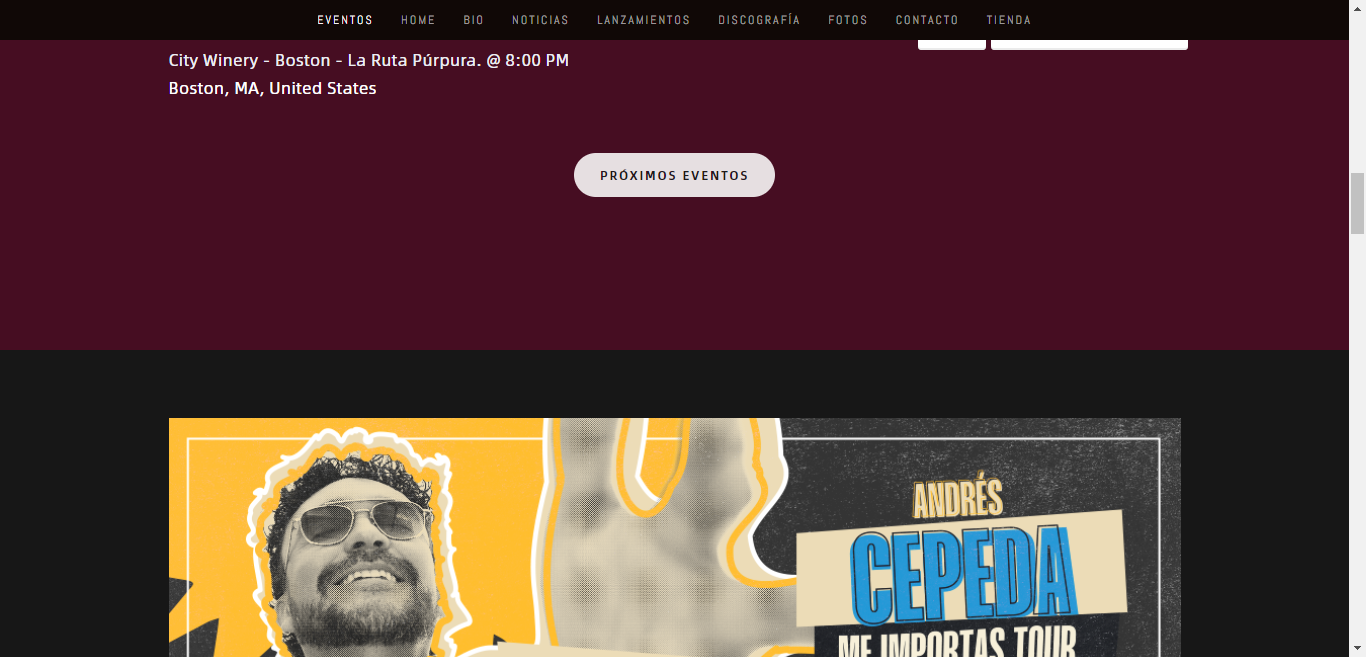 EVENTOS HOME BIO NOTICIAS LANZAMIENTOS DISCOGRAFÍA FOTOS CONTACTO TIENDA
City Winery - Boston - La Ruta Púrpura. @ 8:00 PM
Boston, MA, United States
PRÓXIMOS EVENTOS
ANDRÉS
CEPEDA
ME IMPORTAS TOUR